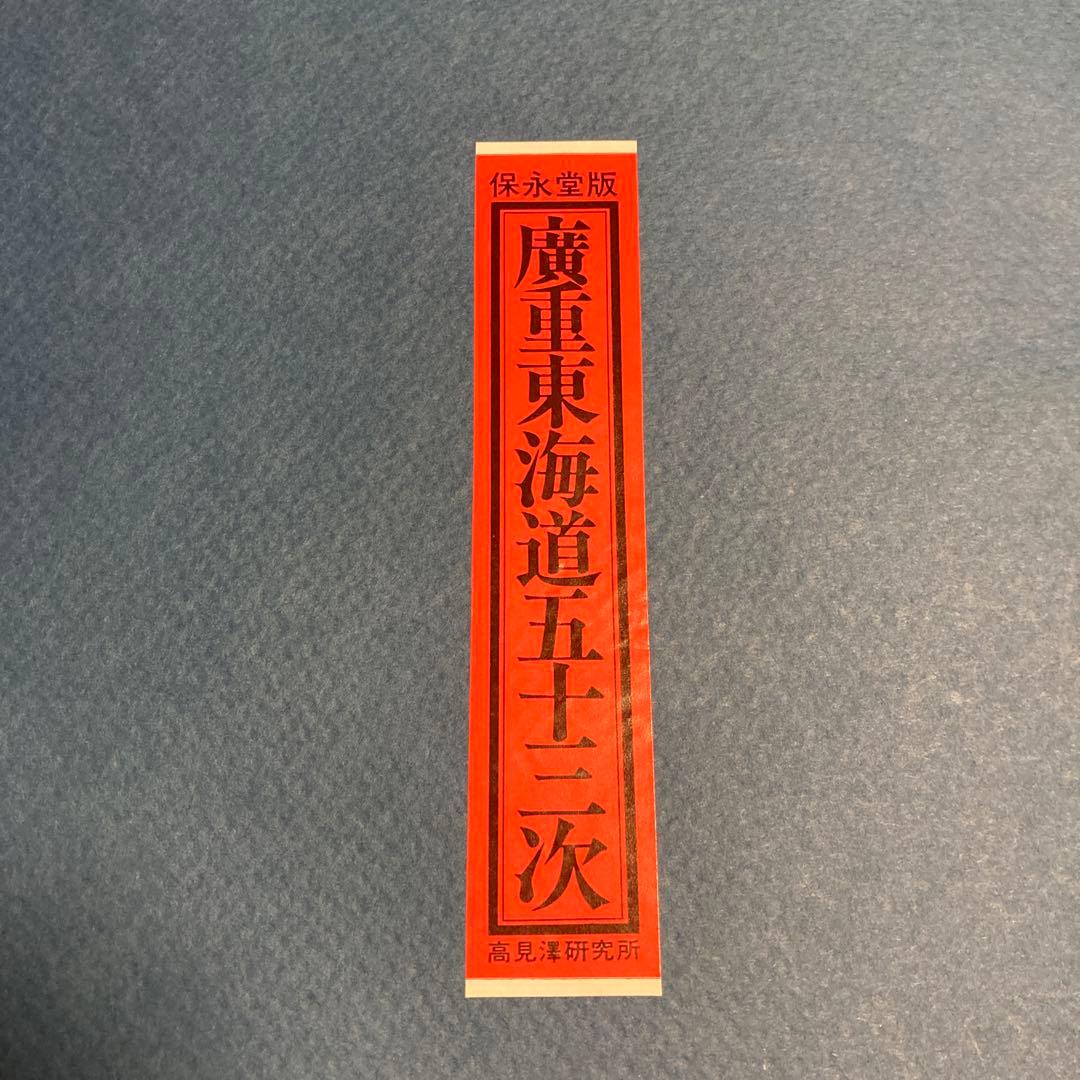 保永堂版
廣重東海道五十三次
高見澤研究所